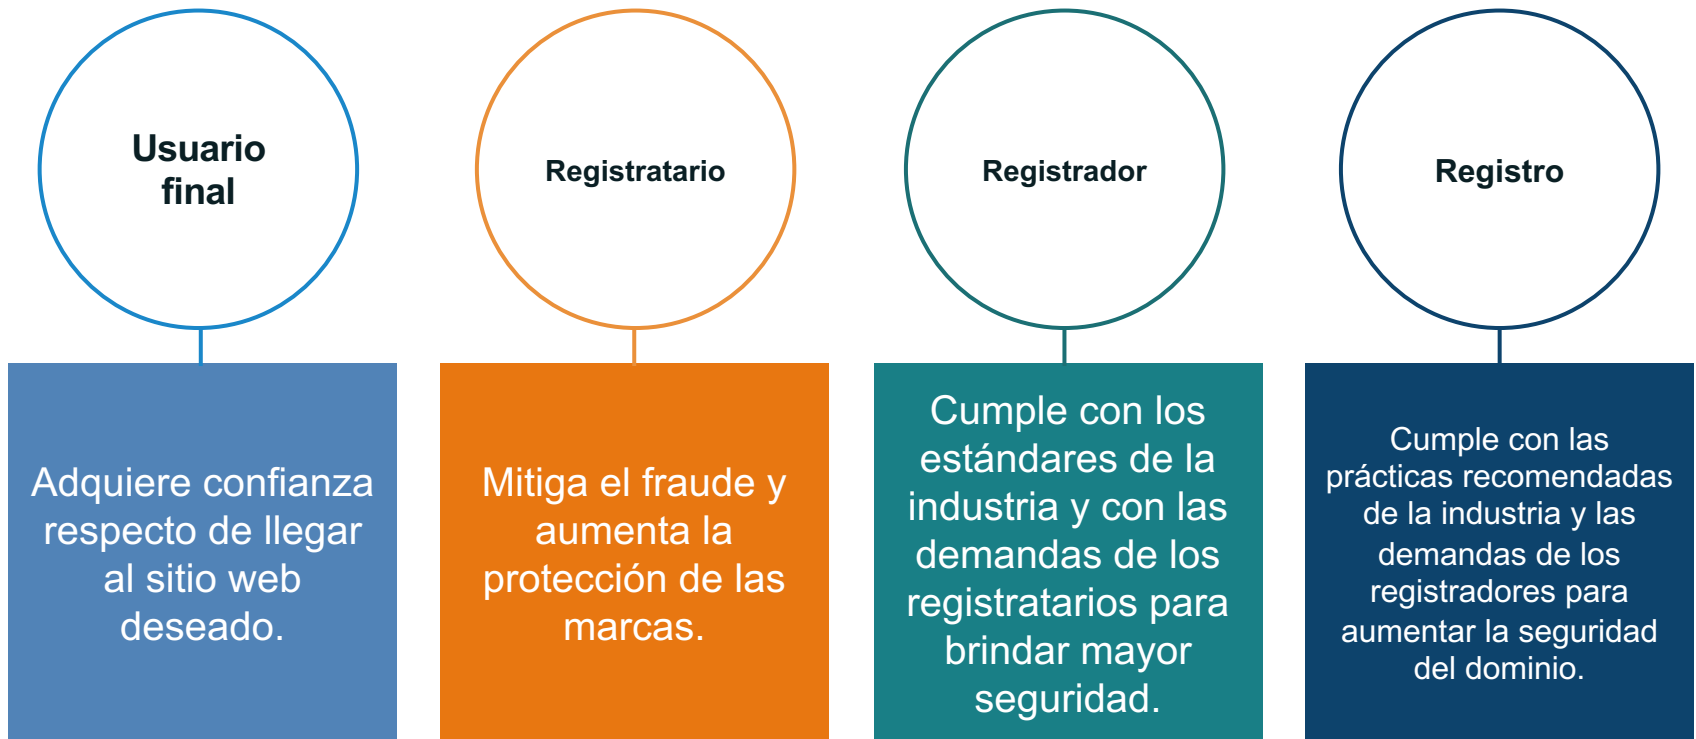 Usuario
final
Registratario
Registrador
Registro
Adquiere confianza
respecto de llegar
al sitio web
deseado.
Mitiga el fraude y
aumenta la
protección de las
marcas.
Cumple con los
estándares de la
industria y con las
demandas de los
registratarios para
brindar mayor
seguridad.
Cumple con las
prácticas recomendadas
de la industria y las
demandas de los
registradores para
aumentar la seguridad
del dominio.